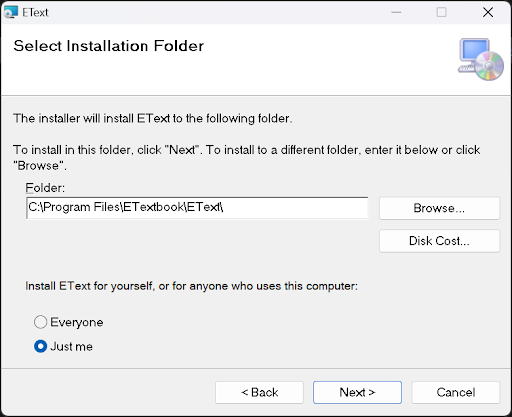 EText
Select Installation Folder
The installer will install EText to the following folder.
To install in this folder, click "Next". To install to a different folder, enter it below or click
"Browse".
Folder:
C:\Program Files\ETextbook\EText\
Browse...
Disk Cost...
Install EText for yourself, or for anyone who uses this computer:
Everyone
Just me
< Back
Next >
Cancel